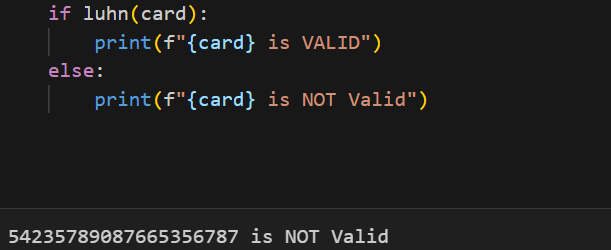 if luhn(card):
    print(f"{card} is VALID")
else:
    print(f"{card} is NOT Valid")
54235789087665356787 is NOT Valid